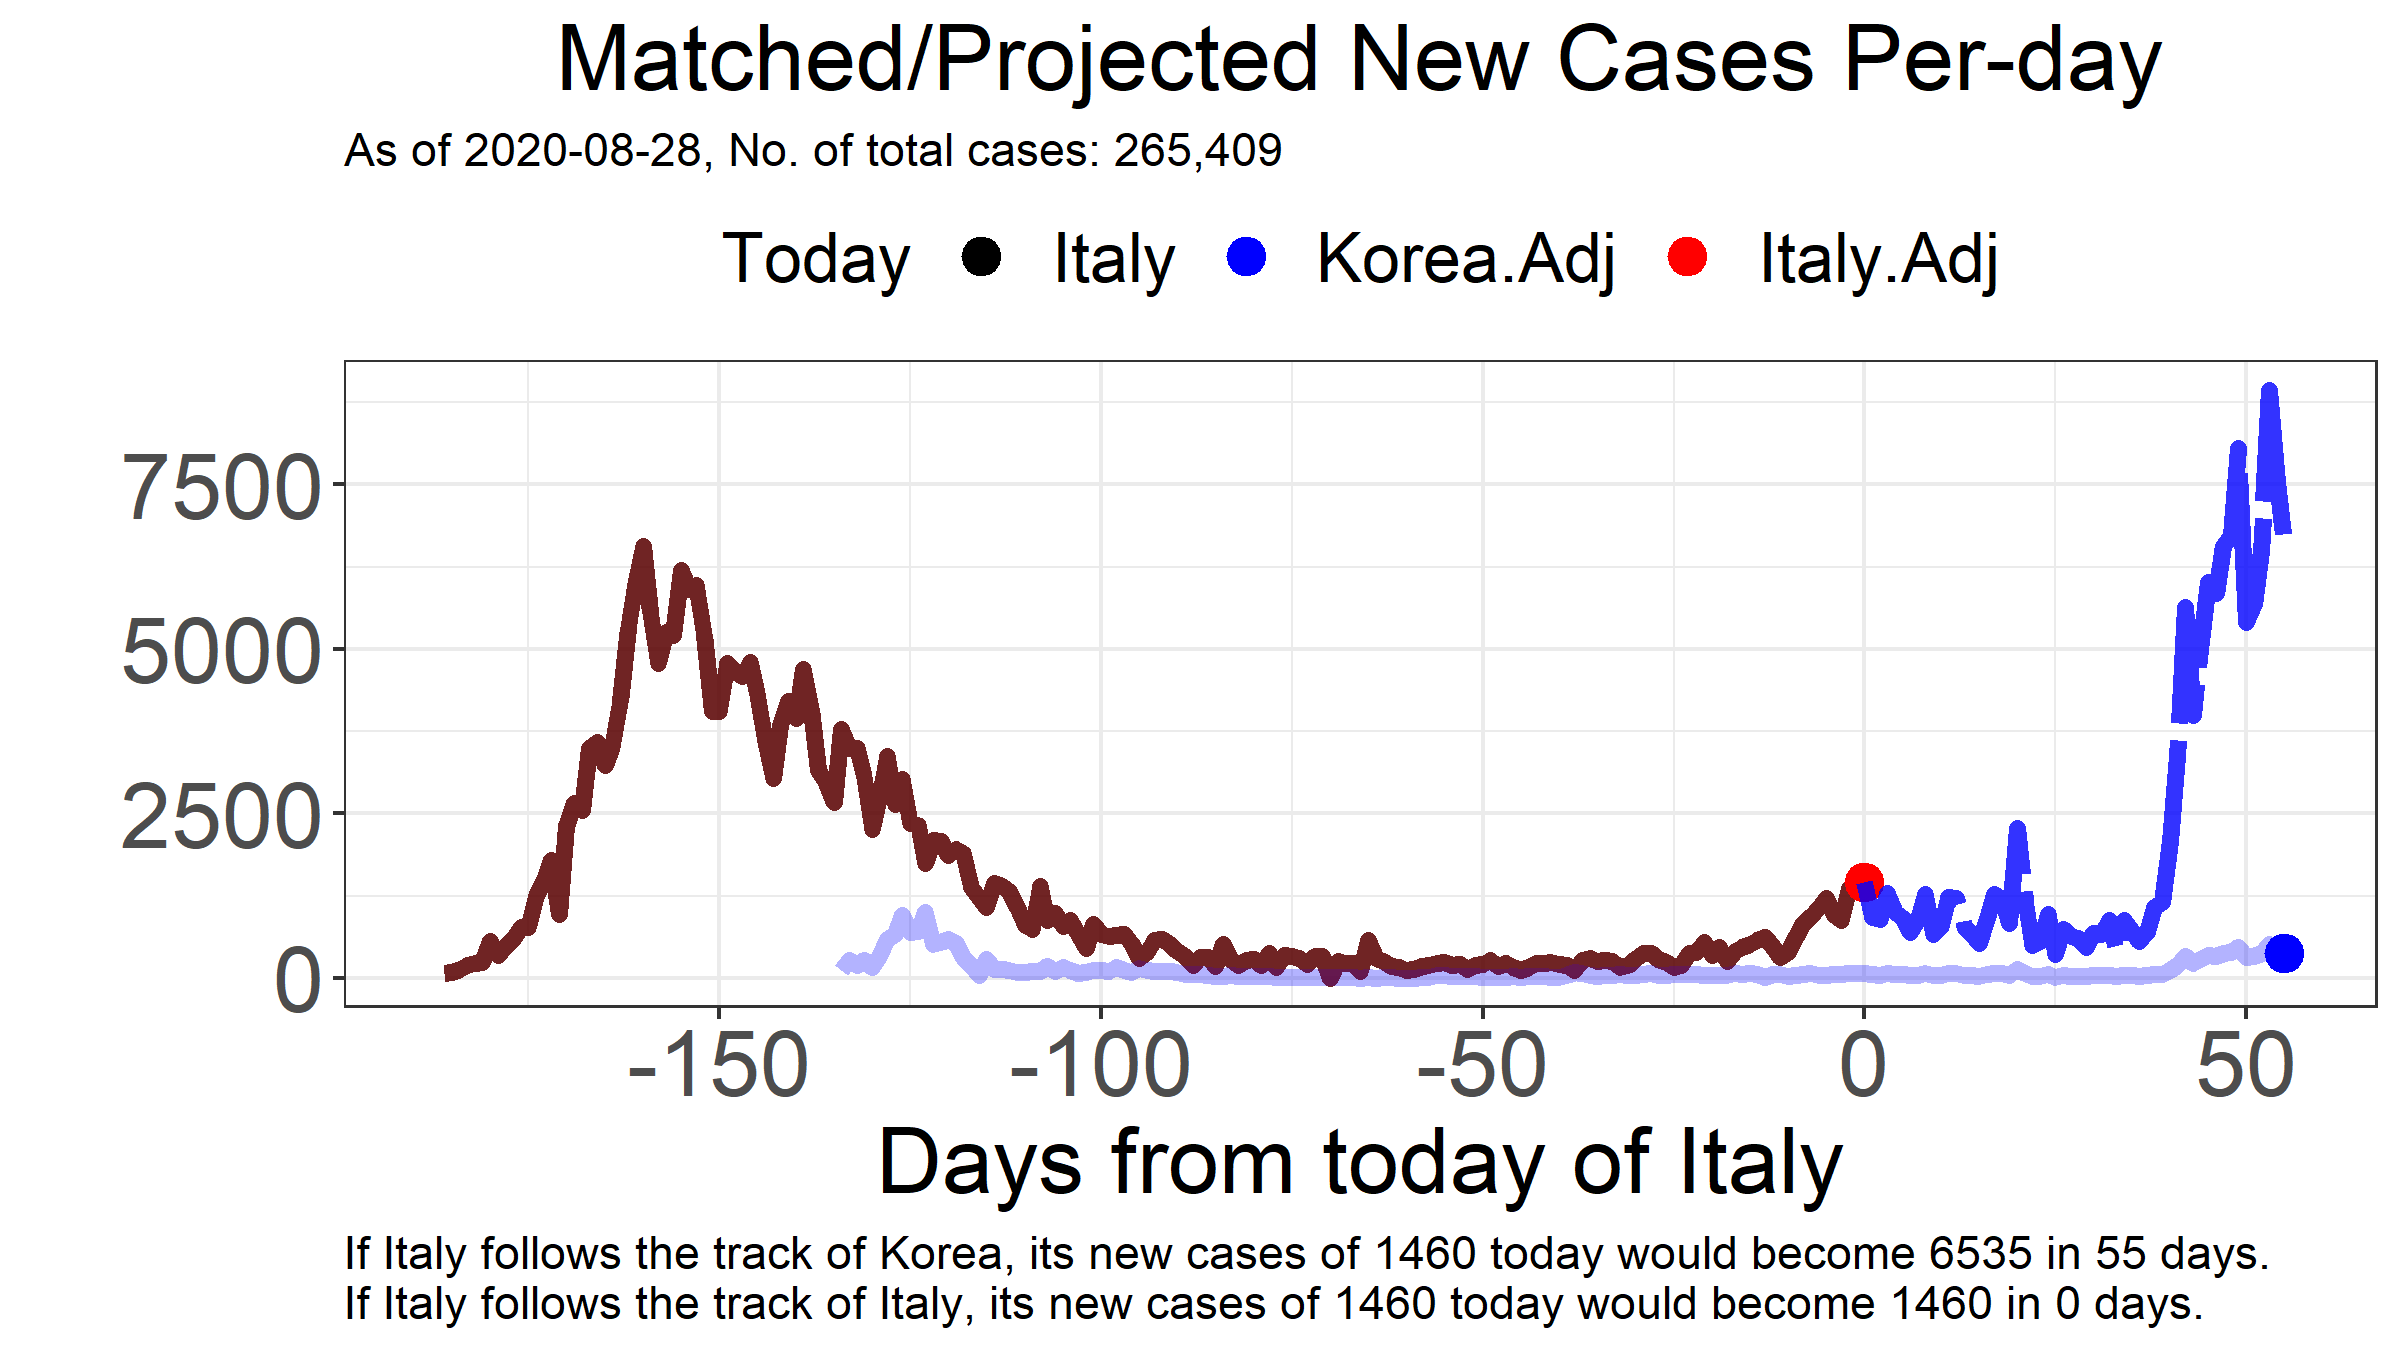 Matched/Projected New Cases Per-day
As of 2020-08-28, No. of total cases: 265,409
Today Italy Korea.Adj Italy.Adj
7500
5000
2500
0
-150 -100 -50 0 50
Days from today of Italy
If Italy follows the track of Korea, its new cases of 1460 today would become 6535 in 55 days.
If Italy follows the track of Italy, its new cases of 1460 today would become 1460 in 0 days.